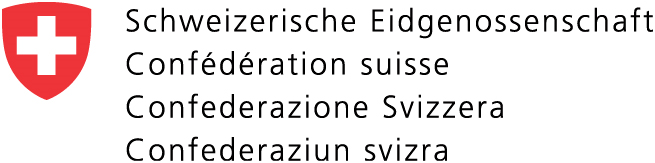 Schweizerische Eidgenossenschaft
Confédération suisse
Confederazione Svizzera
Confederaziun svizra